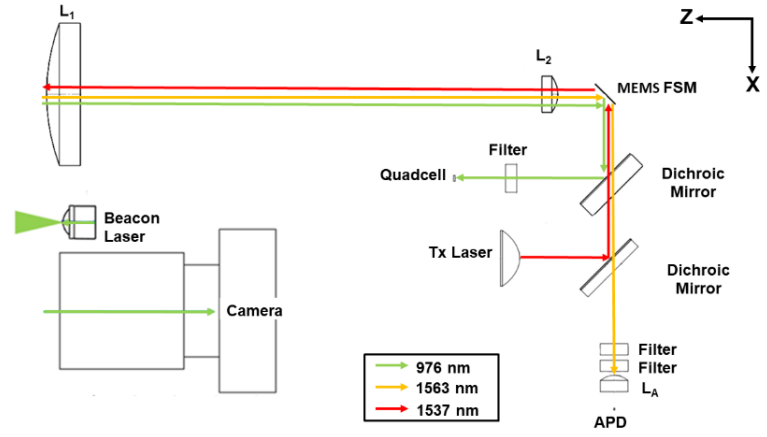 L1
Z
X
L2
MEMS FSM
Filter
Quadcell
Dichroic
Mirror
Beacon
Laser
Tx Laser
Dichroic
Mirror
Camera
Filter
Filter
LA
976 nm
1563 nm
1537 nm
APD